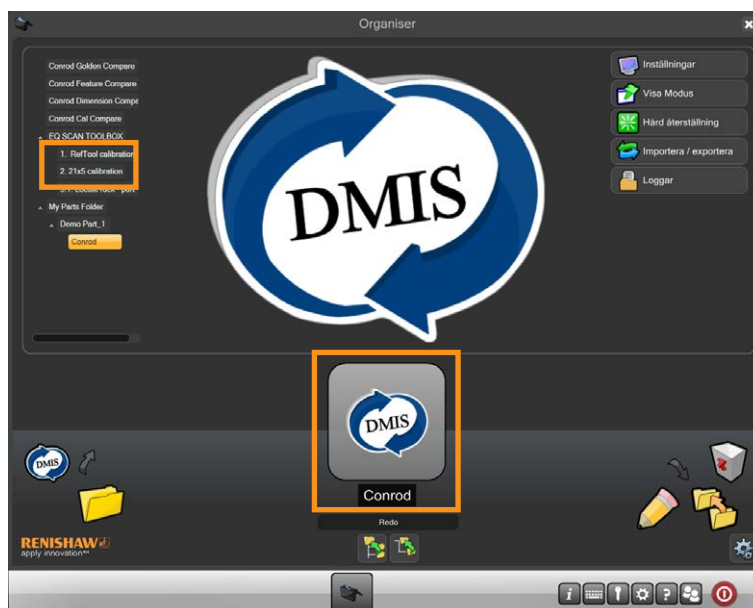 Organiser
Conrod Golden Compare
Conrod Feature Compare
Conrod Dimension Compa
Conrod Cal Compare
EQ SCAN TOOLBOX
1. RefTool calibration
2. 21x5 calibration
My Parts Folder
Demo Part_1
Conrod
DMIS
Inställningar
Visa Modus
Hård återställning
Importera / exportera
Loggar
DMIS
Conrod
Redo
DMIS
RENISHAW
apply innovation™